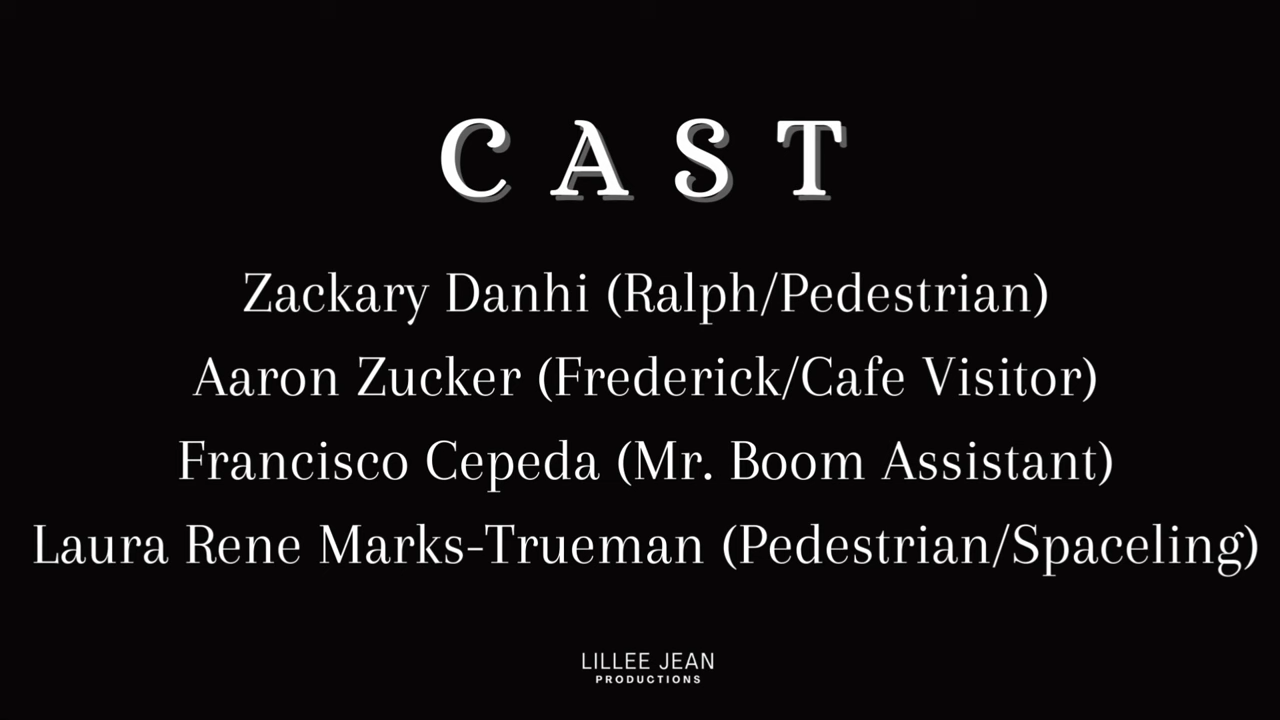 CAST
Zackary Danhi (Ralph/Pedestrian)
Aaron Zucker (Frederick/Cafe Visitor)
Francisco Cepeda (Mr. Boom Assistant)
Laura Rene Marks-Trueman (Pedestrian/Spaceling)
LILLEE JEAN
PRODUCTIONS